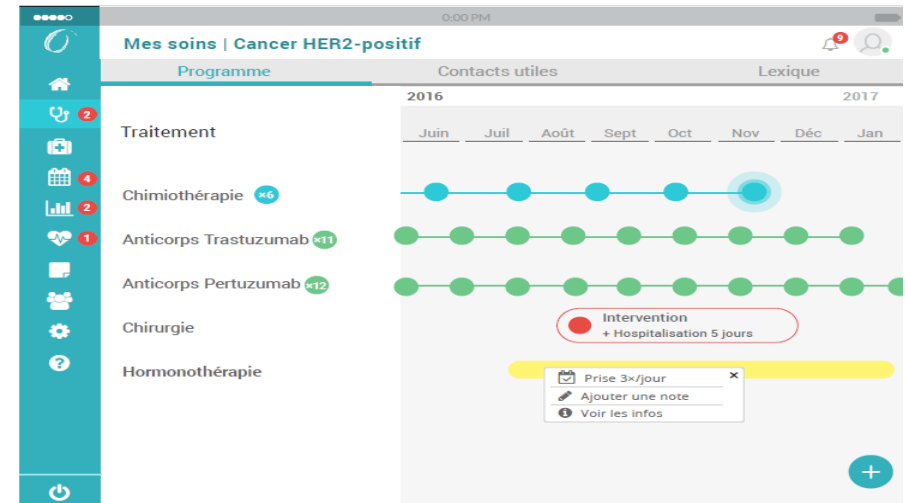 0:00 PM
Mes soins | Cancer HER2-positif
9
Programme
Contacts utiles
Lexique
2016
2017
Traitement
Juin
Juil
Août
Sept
Oct
Nov
Déc
Jan
2
4
2
1
Chimiothérapie ×6
Anticorps Trastuzumab ×11
Anticorps Pertuzumab ×12
Chirurgie
Intervention
+ Hospitalisation 5 jours
Hormonothérapie
Prise 3×/jour
×
Ajouter une note
Voir les infos
+